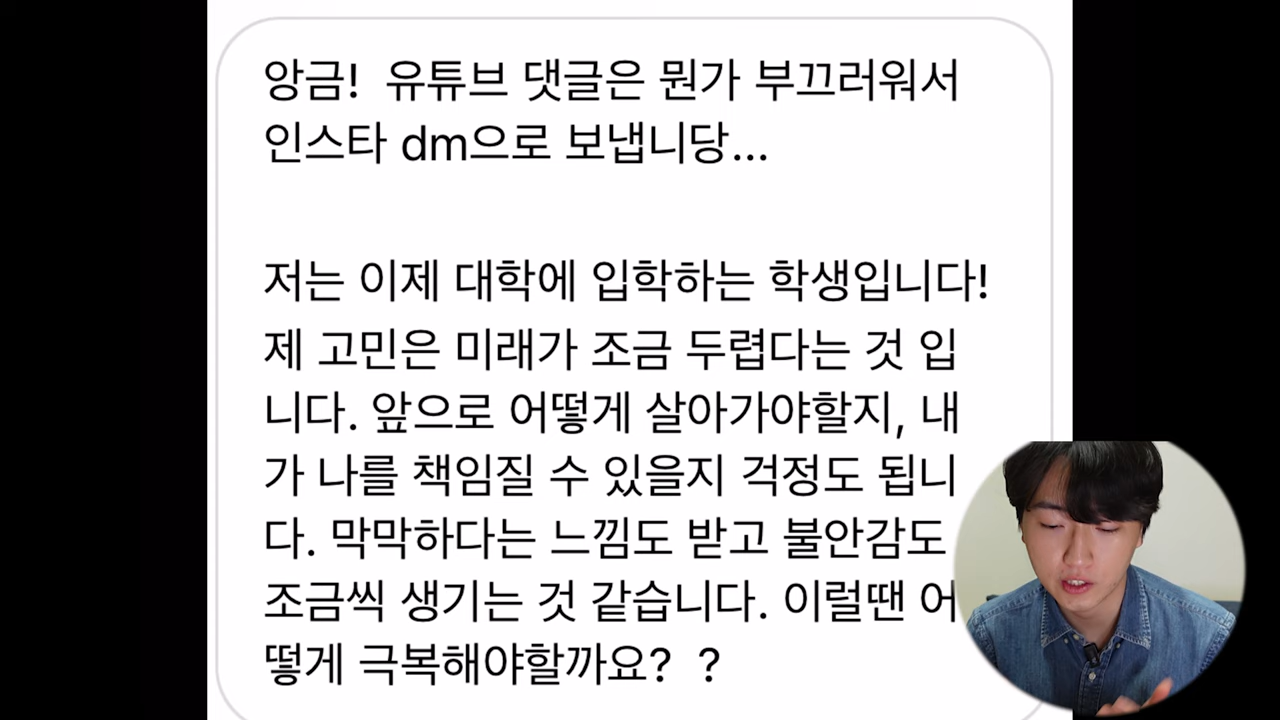 앙금!  유튜브 댓글은 뭔가 부끄러워서
인스타 dm으로 보냅니당...
저는 이제 대학에 입학하는 학생입니다!
제 고민은 미래가 조금 두렵다는 것 입
니다. 앞으로 어떻게 살아가야할지, 내
가 나를 책임질 수 있을지 걱정도 됩니
다. 막막하다는 느낌도 받고 불안감도
조금씩 생기는 것 같습니다. 이럴땐 어
떻게 극복해야할까요?  ?